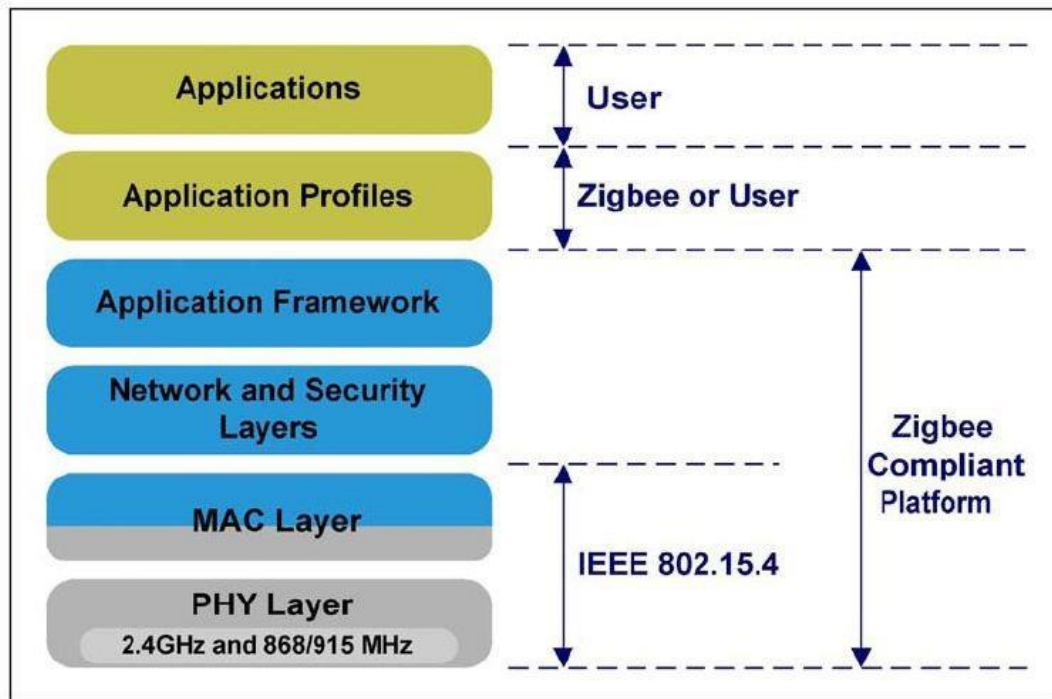 Applications
User
Application Profiles
Zigbee or User
Application Framework
Network and Security
Layers
Zigbee
Compliant
Platform
MAC Layer
IEEE 802.15.4
PHY Layer
2.4GHz and 868/915 MHz